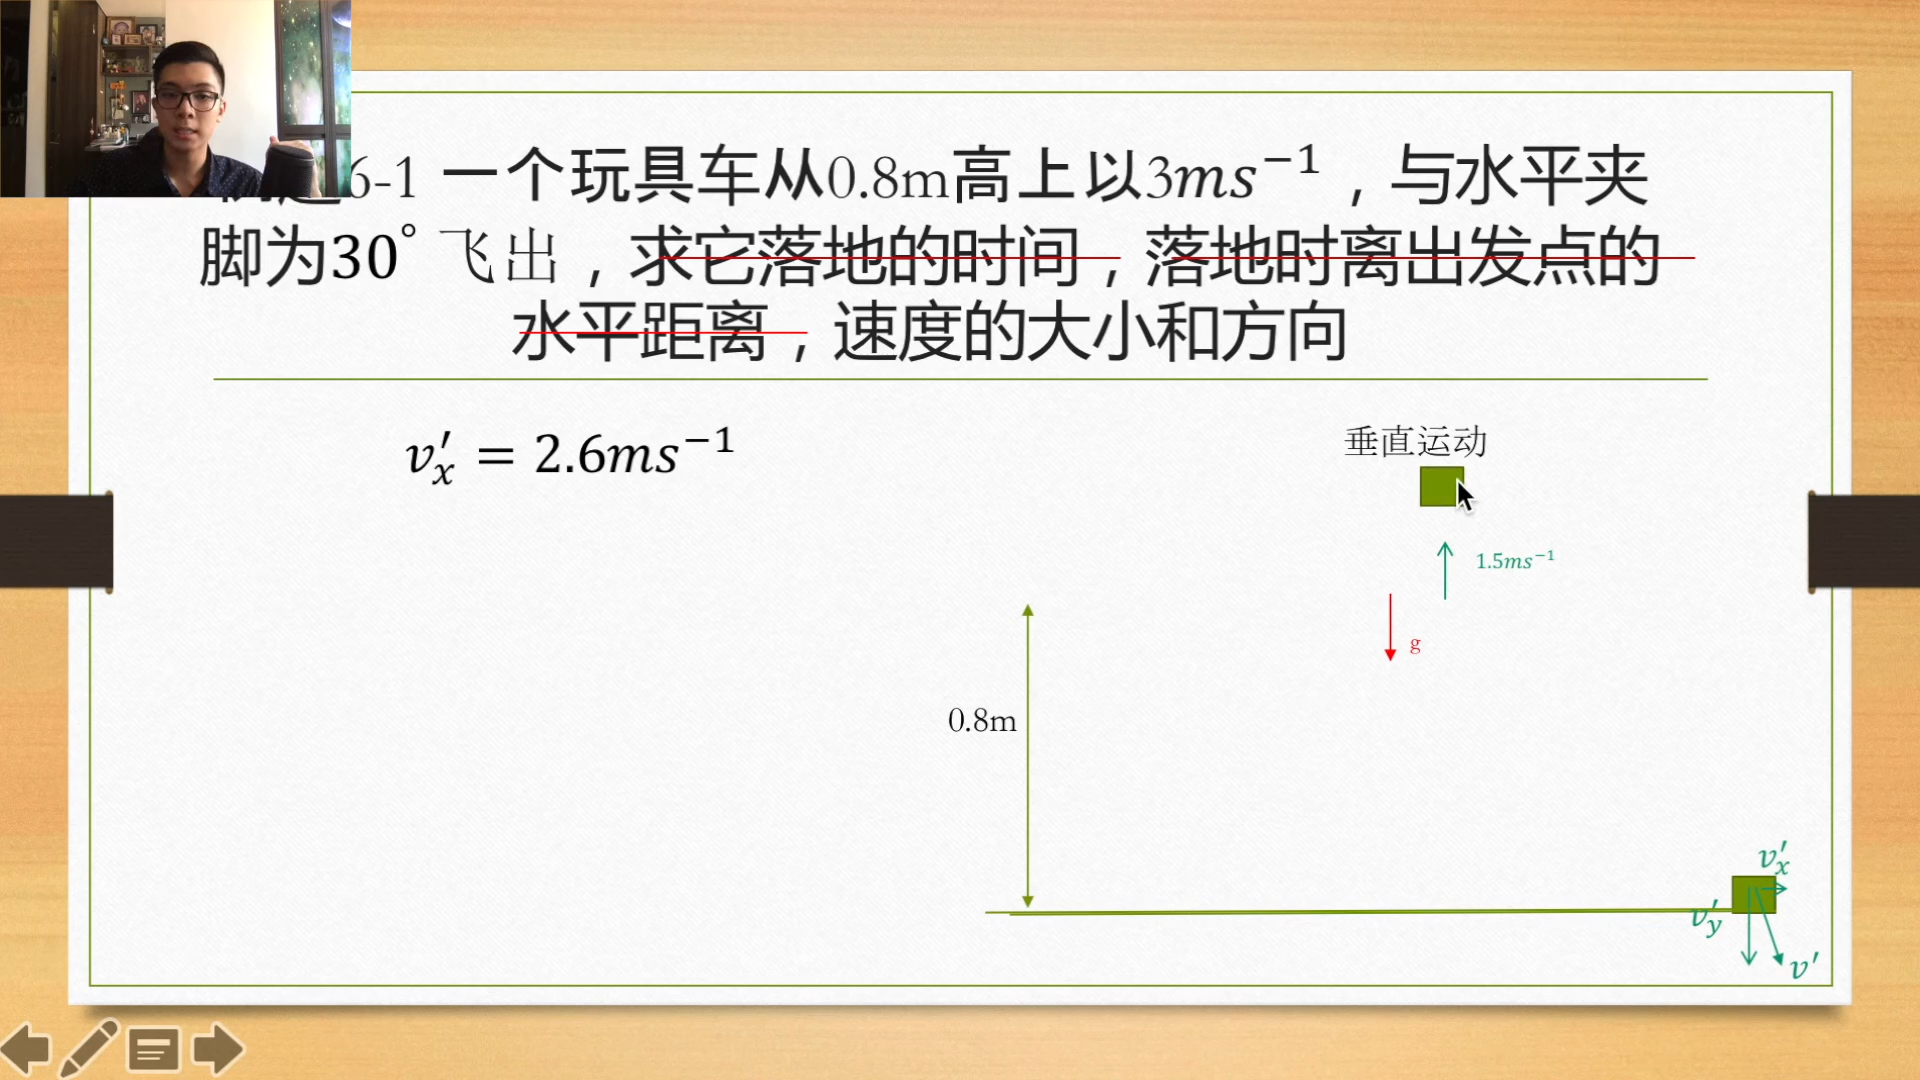 6-1 一个玩具车从0.8m高上以3ms⁻¹，与水平夹
脚为30°飞出，求它落地的时间，落地时离出发点的
水平距离，速度的大小和方向
v′ₓ = 2.6ms⁻¹
垂直运动
1.5ms⁻¹
g
0.8m
v′ₓ
v′y
v′